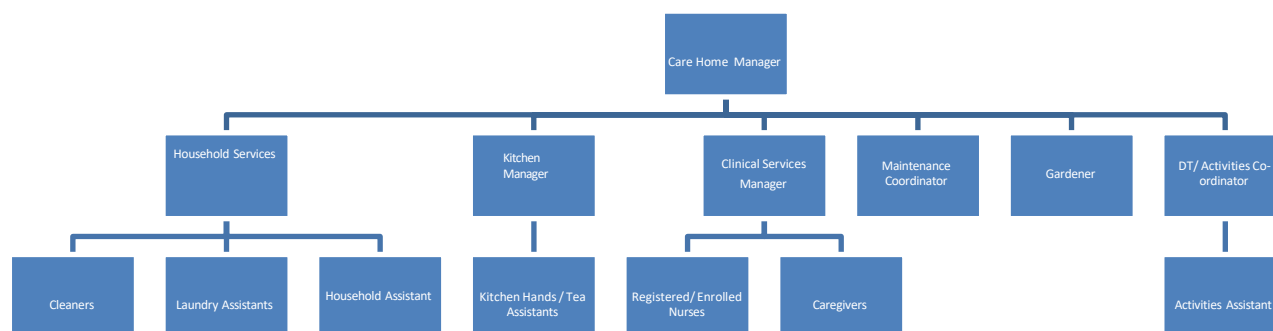 Care Home Manager
Household Services
Kitchen
Manager
Clinical Services
Manager
Maintenance
Coordinator
Gardener
DT/ Activities Co-
ordinator
Cleaners
Laundry Assistants
Household Assistant
Kitchen Hands / Tea
Assistants
Registered/ Enrolled
Nurses
Caregivers
Activities Assistant